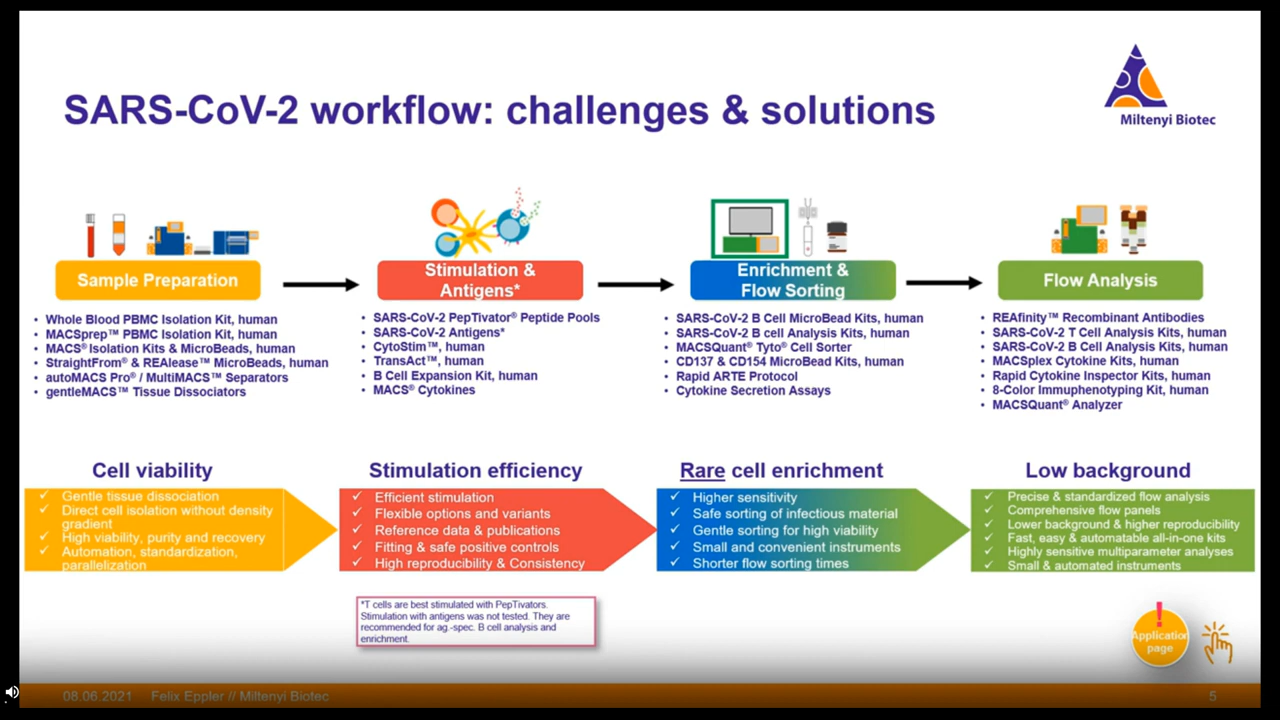 SARS-CoV-2 workflow: challenges & solutions
Miltenyi Biotec
Sample Preparation
Whole Blood PBMC Isolation Kit, human
MACSprep™ PBMC Isolation Kit, human
MACS® Isolation Kits & MicroBeads, human
StraightFrom® & REAlease™ MicroBeads, human
autoMACS Pro® / MultiMACS™ Separators
gentleMACS™ Tissue Dissociators
Stimulation &
Antigens*
SARS-CoV-2 PepTivator® Peptide Pools
SARS-CoV-2 Antigens*
CytoStim™, human
TransAct™, human
B Cell Expansion Kit, human
MACS® Cytokines
Enrichment &
Flow Sorting
SARS-CoV-2 B Cell MicroBead Kits, human
SARS-CoV-2 B cell Analysis Kits, human
MACSQuant® Tyto® Cell Sorter
CD137 & CD154 MicroBead Kits, human
Rapid ARTE Protocol
Cytokine Secretion Assays
Flow Analysis
REAfinity™ Recombinant Antibodies
SARS-CoV-2 T Cell Analysis Kits, human
SARS-CoV-2 B Cell Analysis Kits, human
MACSplex Cytokine Kits, human
Rapid Cytokine Inspector Kits, human
8-Color Immuphenotyping Kit, human
MACSQuant® Analyzer
Cell viability
Gentle tissue dissociation
Direct cell isolation without density
gradient
High viability, purity and recovery
Automation, standardization,
parallelization
Stimulation efficiency
Efficient stimulation
Flexible options and variants
Reference data & publications
Fitting & safe positive controls
High reproducibility & Consistency
Rare cell enrichment
Higher sensitivity
Safe sorting of infectious material
Gentle sorting for high viability
Small and convenient instruments
Shorter flow sorting times
Low background
Precise & standardized flow analysis
Comprehensive flow panels
Lower background & higher reproducibility
Fast, easy & automatable all-in-one kits
Highly sensitive multiparameter analyses
Small & automated instruments
*T cells are best stimulated with PepTivators.
Stimulation with antigens was not tested. They are
recommended for ag.-spec. B cell analysis and
enrichment.
!
Application
page
08.06.2021 Felix Eppler // Miltenyi Biotec
5